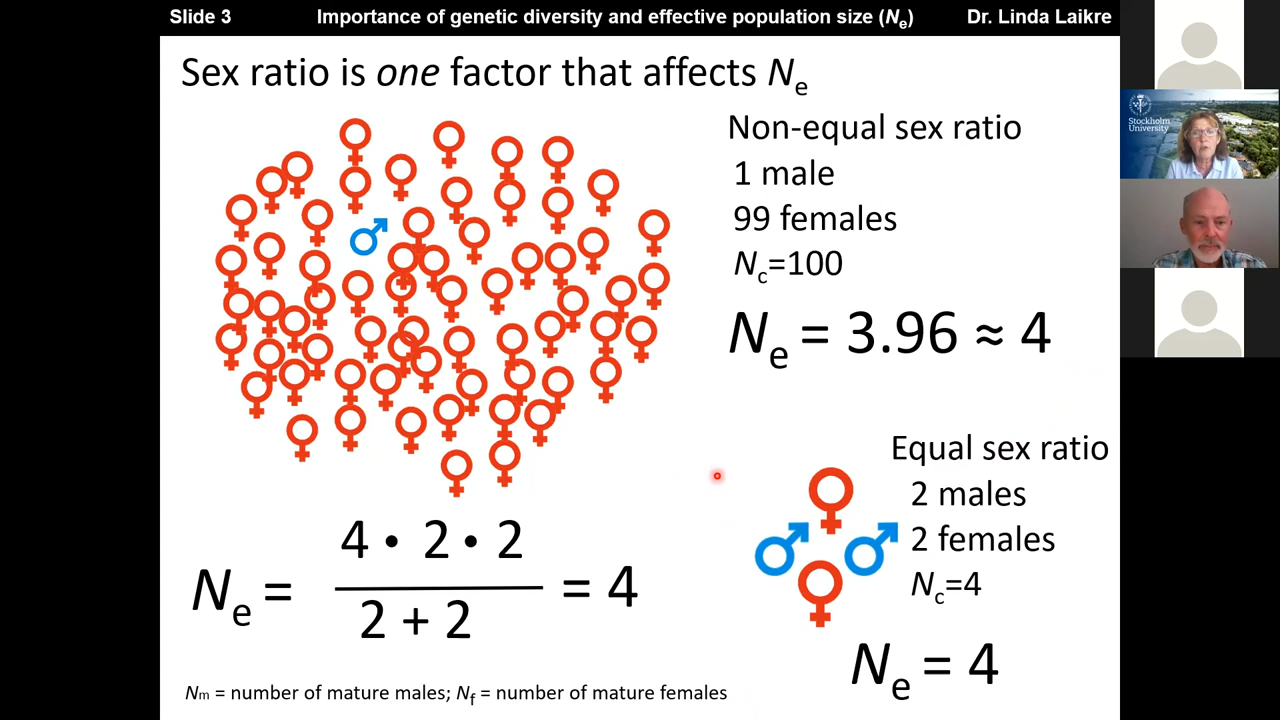 Slide 3 Importance of genetic diversity and effective population size (Ne) Dr. Linda Laikre
Stockholm
University
Sex ratio is one factor that affects Ne
Non-equal sex ratio
1 male
99 females
Nc=100
Ne = 3.96 ≈ 4
Equal sex ratio
2 males
2 females
Nc=4
Ne = 4
4 • 2 • 2
Ne = = 4
2 + 2
Nm = number of mature males; Nf = number of mature females